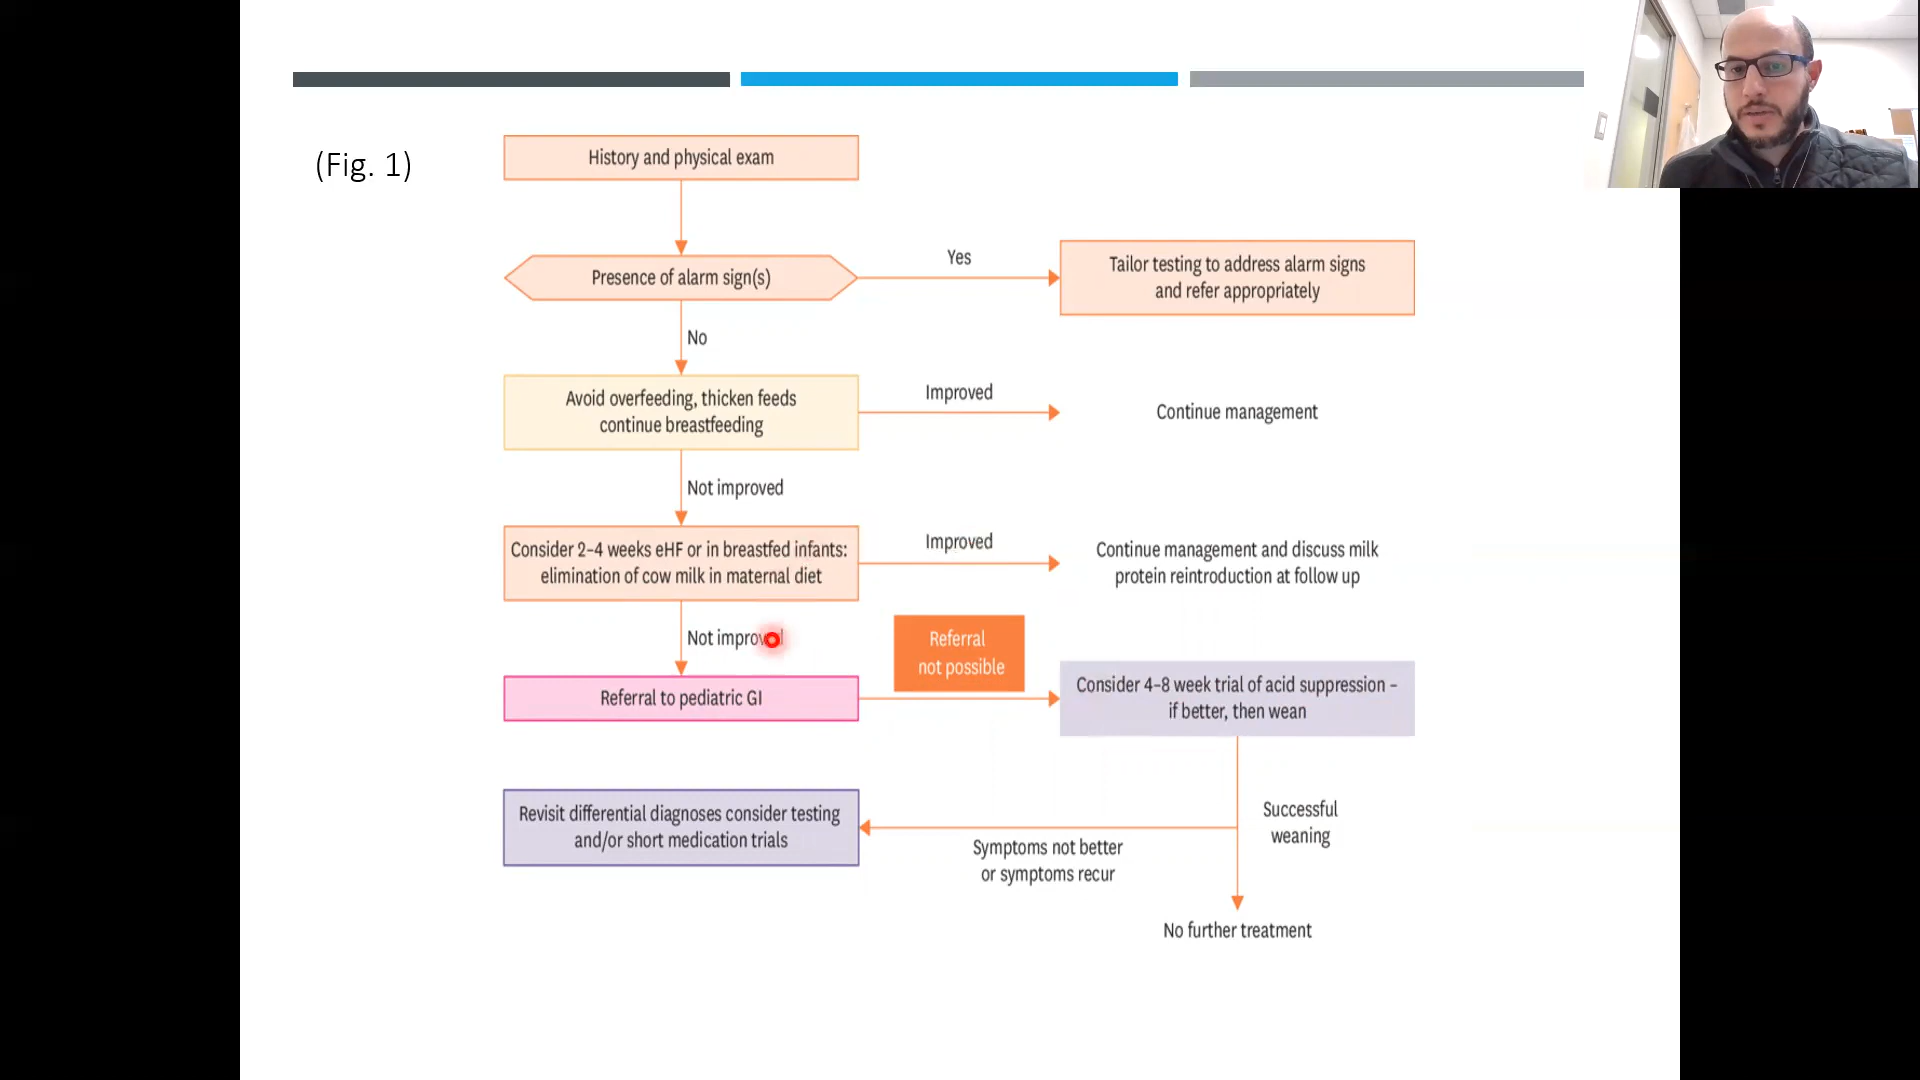 (Fig. 1)
History and physical exam
Presence of alarm sign(s)
Yes
Tailor testing to address alarm signs
and refer appropriately
No
Avoid overfeeding, thicken feeds
continue breastfeeding
Improved
Continue management
Not improved
Consider 2–4 weeks eHF or in breastfed infants:
elimination of cow milk in maternal diet
Improved
Continue management and discuss milk
protein reintroduction at follow up
Not improved
Referral
not possible
Referral to pediatric GI
Consider 4–8 week trial of acid suppression –
if better, then wean
Revisit differential diagnoses consider testing
and/or short medication trials
Symptoms not better
or symptoms recur
Successful
weaning
No further treatment